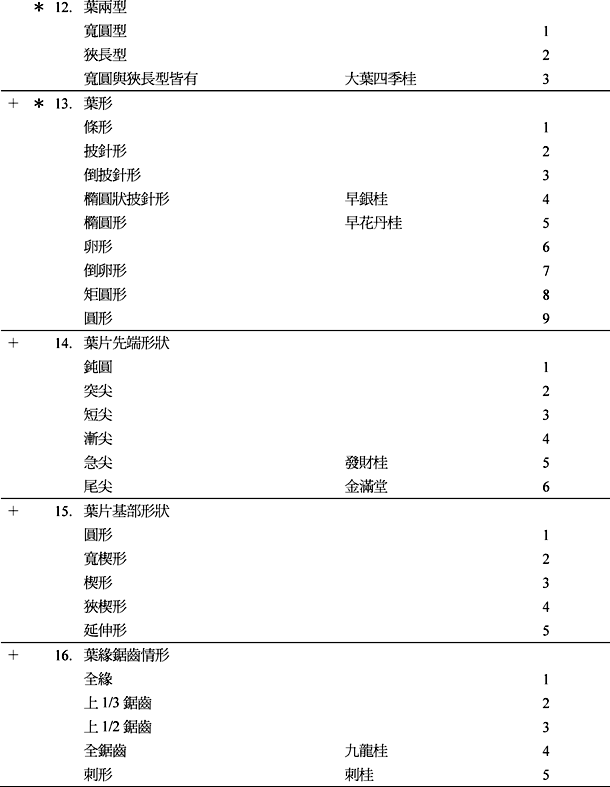 ＊ 12. 葉兩型
寬圓型 1
狹長型 2
寬圓與狹長型皆有 大葉四季桂 3
＋ ＊ 13. 葉形
條形 1
披針形 2
倒披針形 3
橢圓狀披針形 早銀桂 4
橢圓形 早花丹桂 5
卵形 6
倒卵形 7
矩圓形 8
圓形 9
＋ 14. 葉片先端形狀
鈍圓 1
突尖 2
短尖 3
漸尖 4
急尖 發財桂 5
尾尖 金滿堂 6
＋ 15. 葉片基部形狀
圓形 1
寬楔形 2
楔形 3
狹楔形 4
延伸形 5
＋ 16. 葉緣鋸齒情形
全緣 1
上 1/3 鋸齒 2
上 1/2 鋸齒 3
全鋸齒 九龍桂 4
刺形 刺桂 5